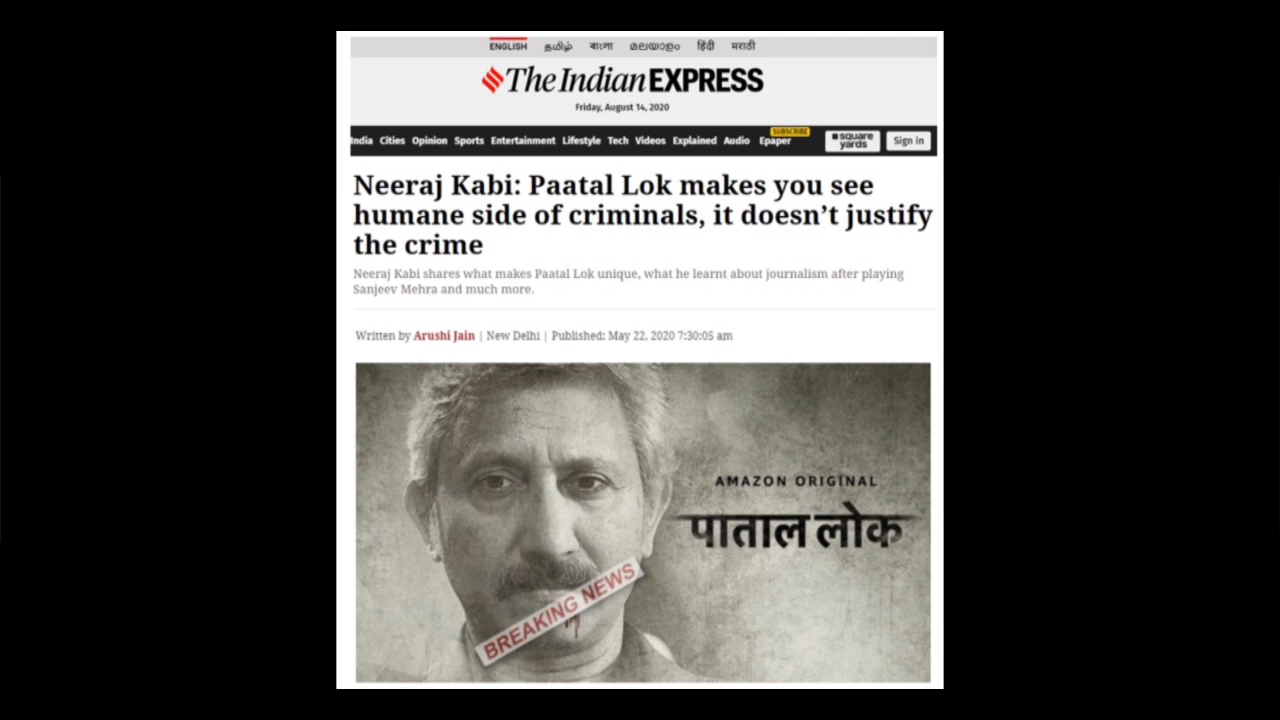 ENGLISH தமிழ் বাংলা മലയാളം हिंदी मराठी
The Indian EXPRESS
Friday, August 14, 2020
India Cities Opinion Sports Entertainment Lifestyle Tech Videos Explained Audio Epaper SUBSCRIBE square yards Sign in
Neeraj Kabi: Paatal Lok makes you see
humane side of criminals, it doesn’t justify
the crime
Neeraj Kabi shares what makes Paatal Lok unique, what he learnt about journalism after playing
Sanjeev Mehra and much more.
Written by Arushi Jain | New Delhi | Published: May 22, 2020 7:30:05 am
AMAZON ORIGINAL
पाताल लोक
BREAKING NEWS